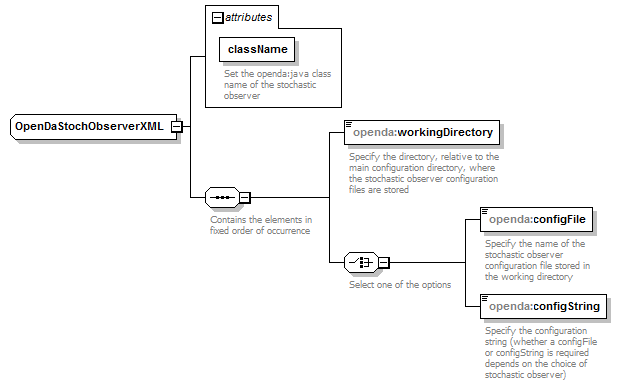 attributes
className
Set the openda:java class
name of the stochastic
observer
OpenDaStochObserverXML
openda:workingDirectory
Specify the directory, relative to the
main configuration directory, where
the stochastic observer configuration
files are stored
Contains the elements in
fixed order of occurrence
openda:configFile
Specify the name of the
stochastic observer
configuration file stored in
the working directory
Select one of the options
openda:configString
Specify the configuration
string (whether a configFile
or configString is required
depends on the choice of
stochastic observer)